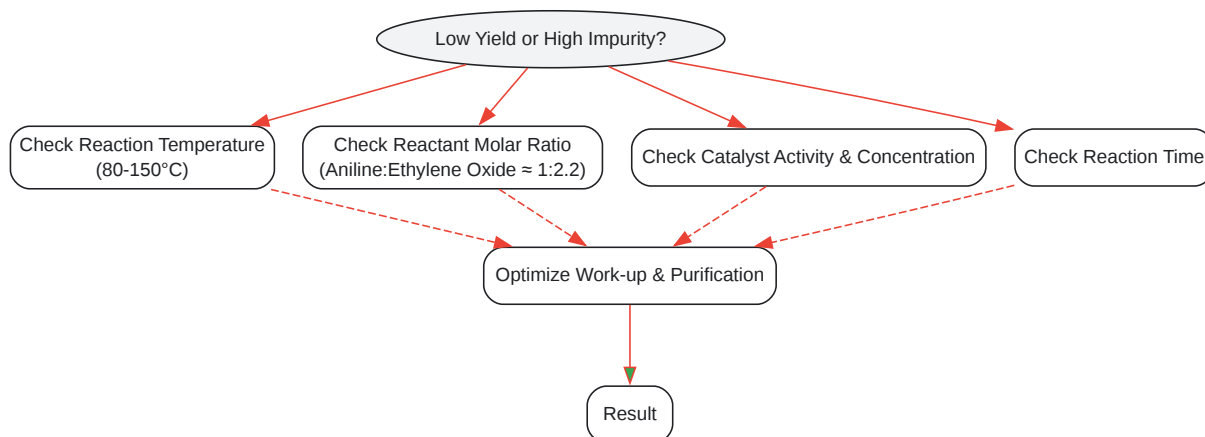 Low Yield or High Impurity?
Check Reaction Temperature
(80-150°C)
Check Reactant Molar Ratio
(Aniline:Ethylene Oxide ≈ 1:2.2)
Check Catalyst Activity & Concentration
Check Reaction Time
Optimize Work-up & Purification
Result